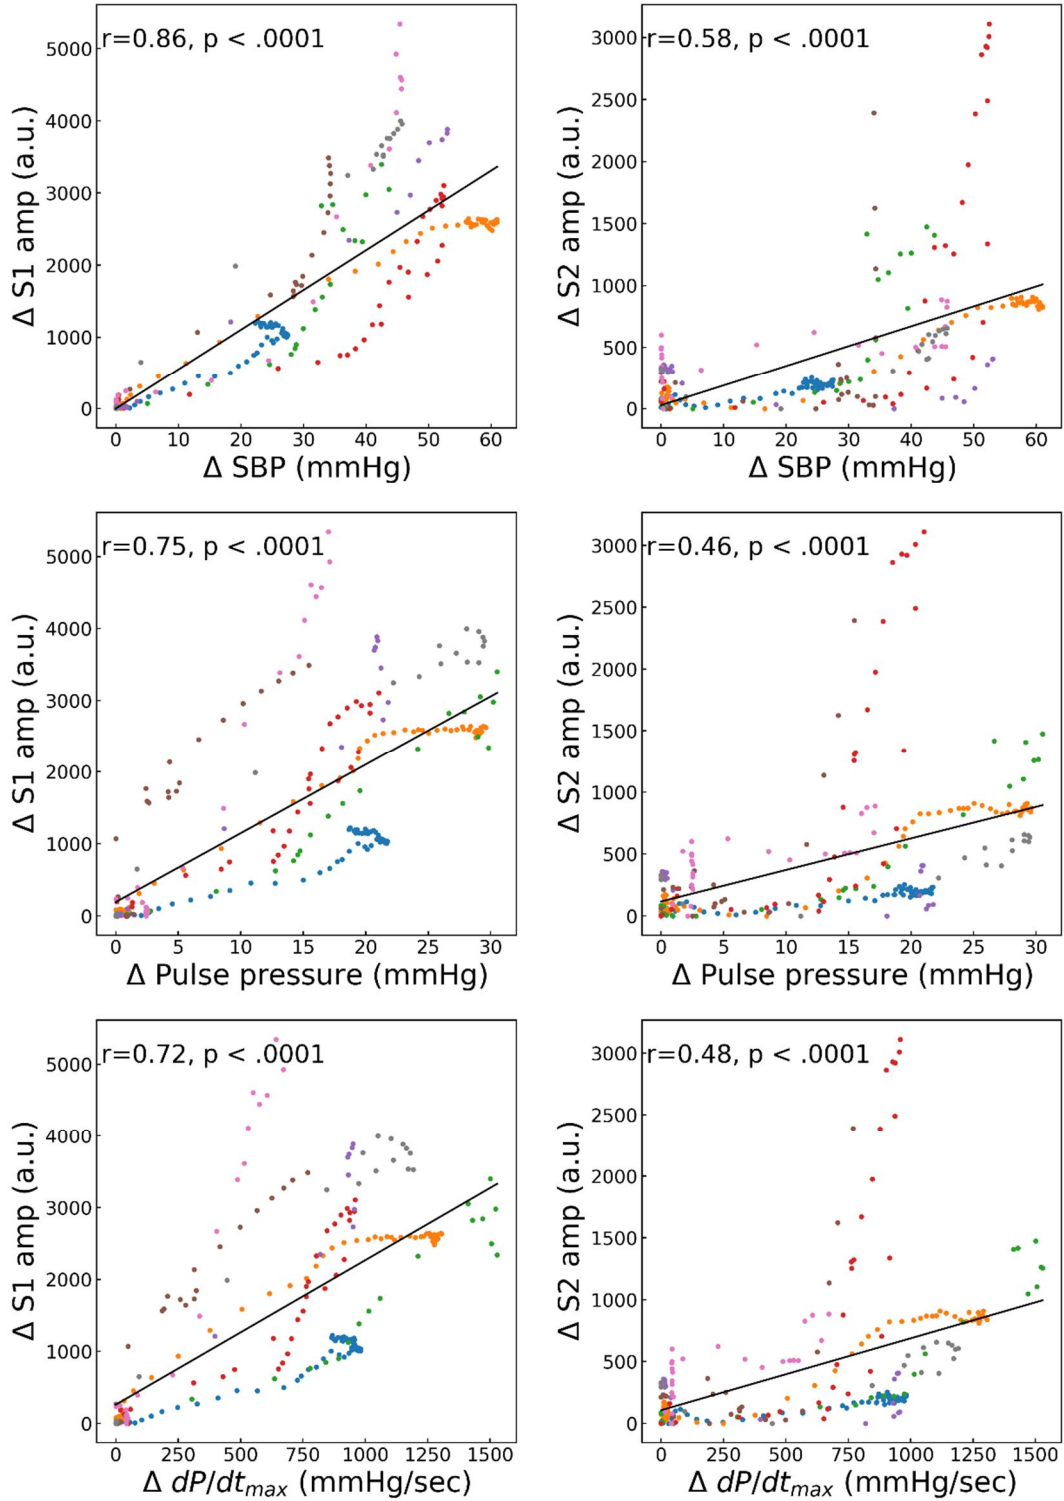 r=0.86, p < .0001
5000
4000
3000
2000
1000
0
Δ S1 amp (a.u.)
0 10 20 30 40 50 60
Δ SBP (mmHg)
r=0.58, p < .0001
3000
2500
2000
1500
1000
500
0
Δ S2 amp (a.u.)
0 10 20 30 40 50 60
Δ SBP (mmHg)
r=0.75, p < .0001
5000
4000
3000
2000
1000
0
Δ S1 amp (a.u.)
0 5 10 15 20 25 30
Δ Pulse pressure (mmHg)
r=0.46, p < .0001
3000
2500
2000
1500
1000
500
0
Δ S2 amp (a.u.)
0 5 10 15 20 25 30
Δ Pulse pressure (mmHg)
r=0.72, p < .0001
5000
4000
3000
2000
1000
0
Δ S1 amp (a.u.)
0 250 500 750 1000 1250 1500
Δ dP/dtmax (mmHg/sec)
r=0.48, p < .0001
3000
2500
2000
1500
1000
500
0
Δ S2 amp (a.u.)
0 250 500 750 1000 1250 1500
Δ dP/dtmax (mmHg/sec)